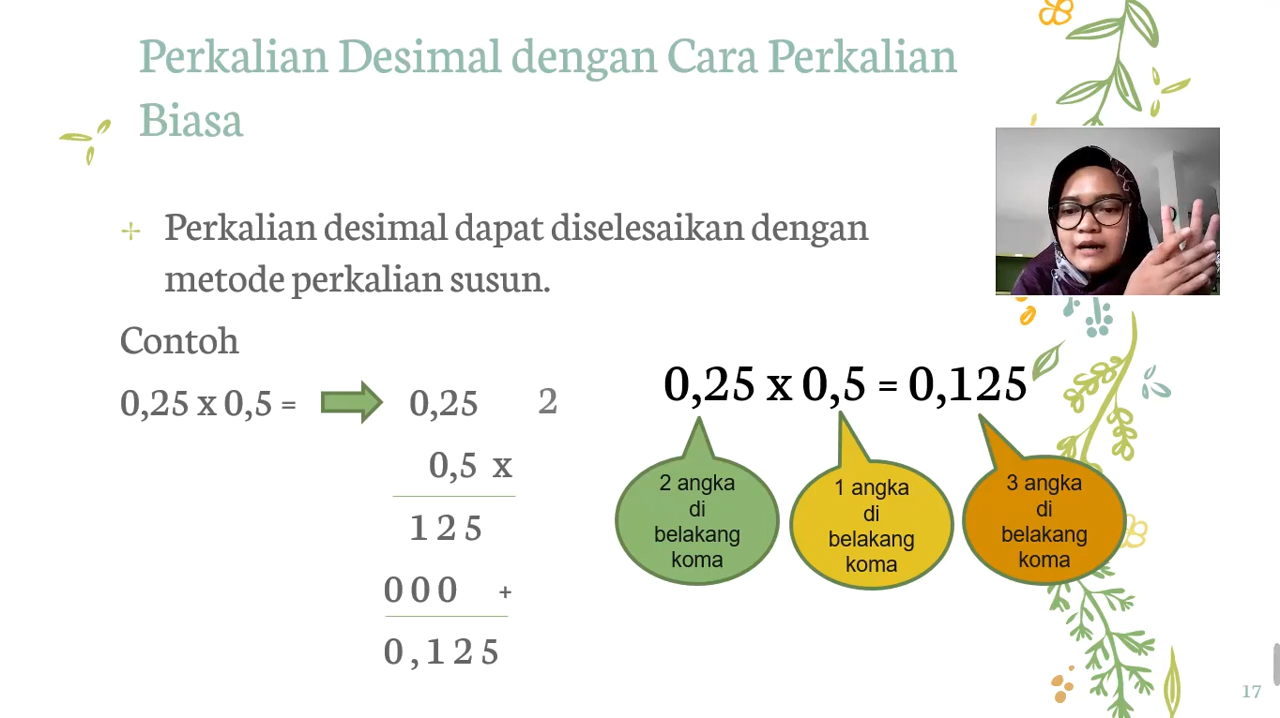 Perkalian Desimal dengan Cara Perkalian
Biasa
+ Perkalian desimal dapat diselesaikan dengan
metode perkalian susun.
Contoh
0,25 x 0,5 =
0,25 2
0,5 x
1 2 5
0 0 0 +
0 , 1 2 5
0,25 x 0,5 = 0,125
2 angka
di
belakang
koma
1 angka
di
belakang
koma
3 angka
di
belakang
koma
17